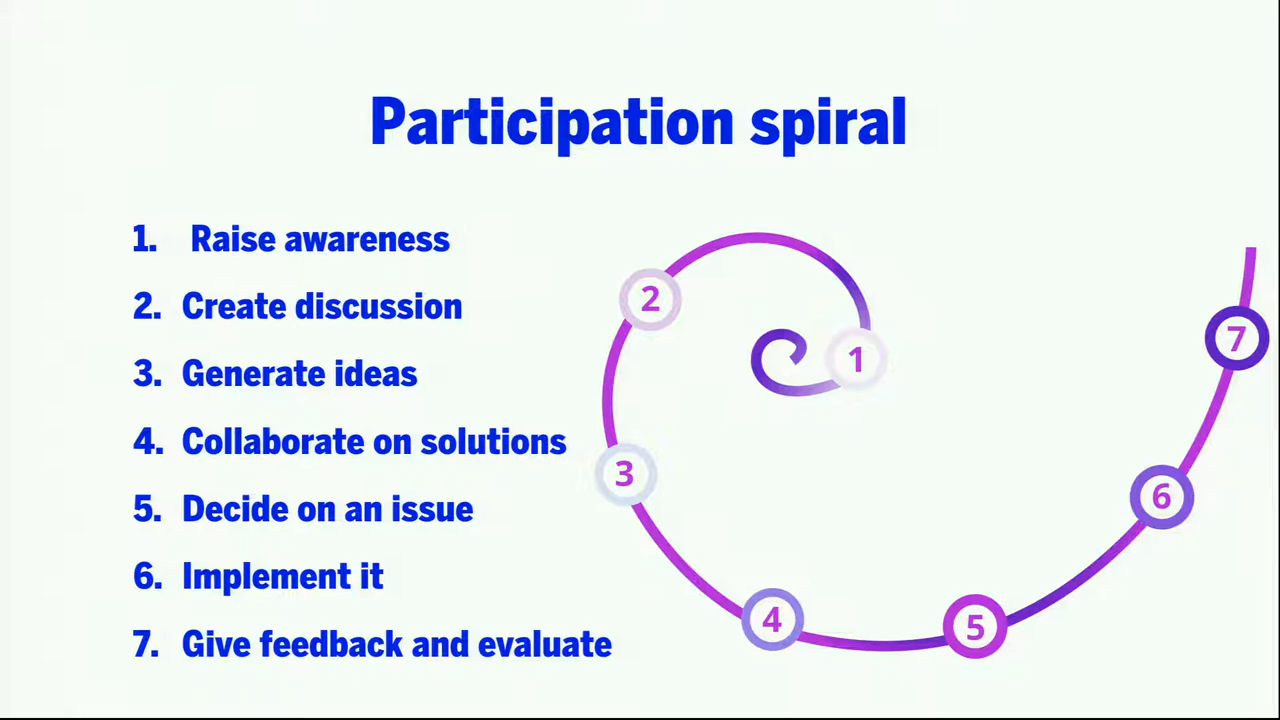 Participation spiral
1. Raise awareness
2. Create discussion
3. Generate ideas
4. Collaborate on solutions
5. Decide on an issue
6. Implement it
7. Give feedback and evaluate
1
2
3
4
5
6
7